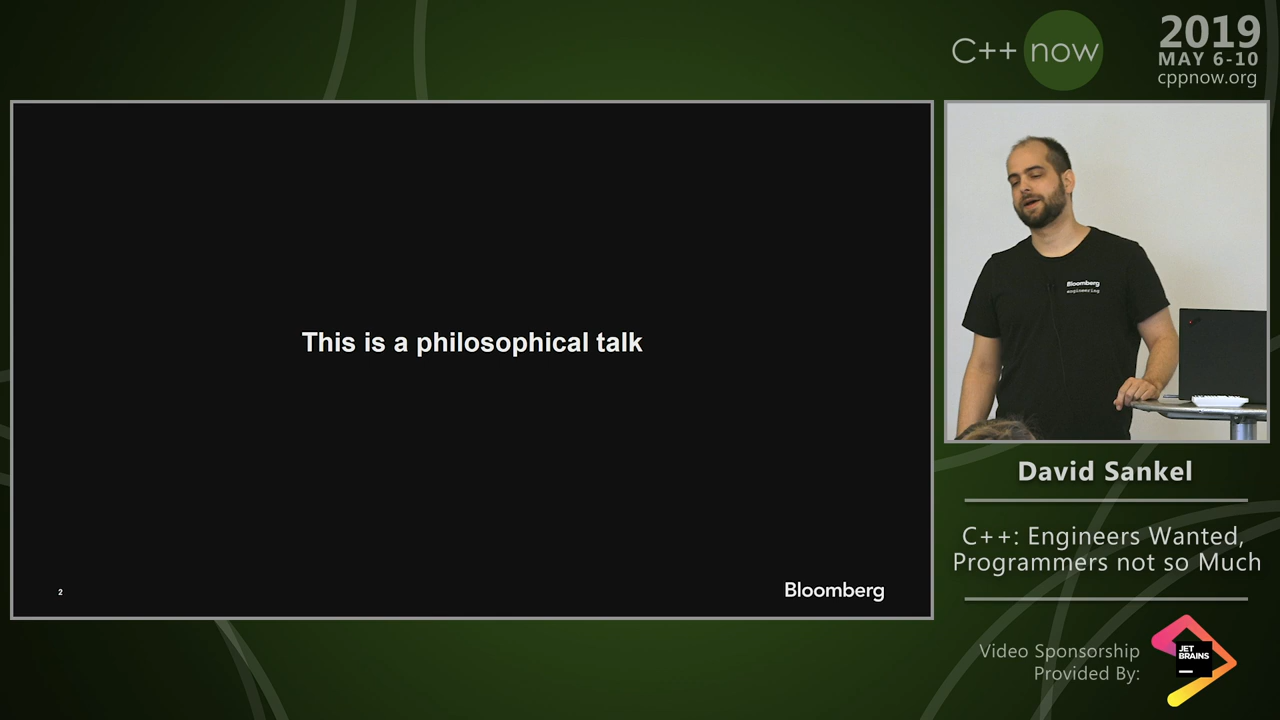 C++ now
2019
MAY 6-10
cppnow.org
This is a philosophical talk
2
Bloomberg
Bloomberg
engineering
David Sankel
C++: Engineers Wanted,
Programmers not so Much
Video Sponsorship
Provided By:
JET
BRAINS